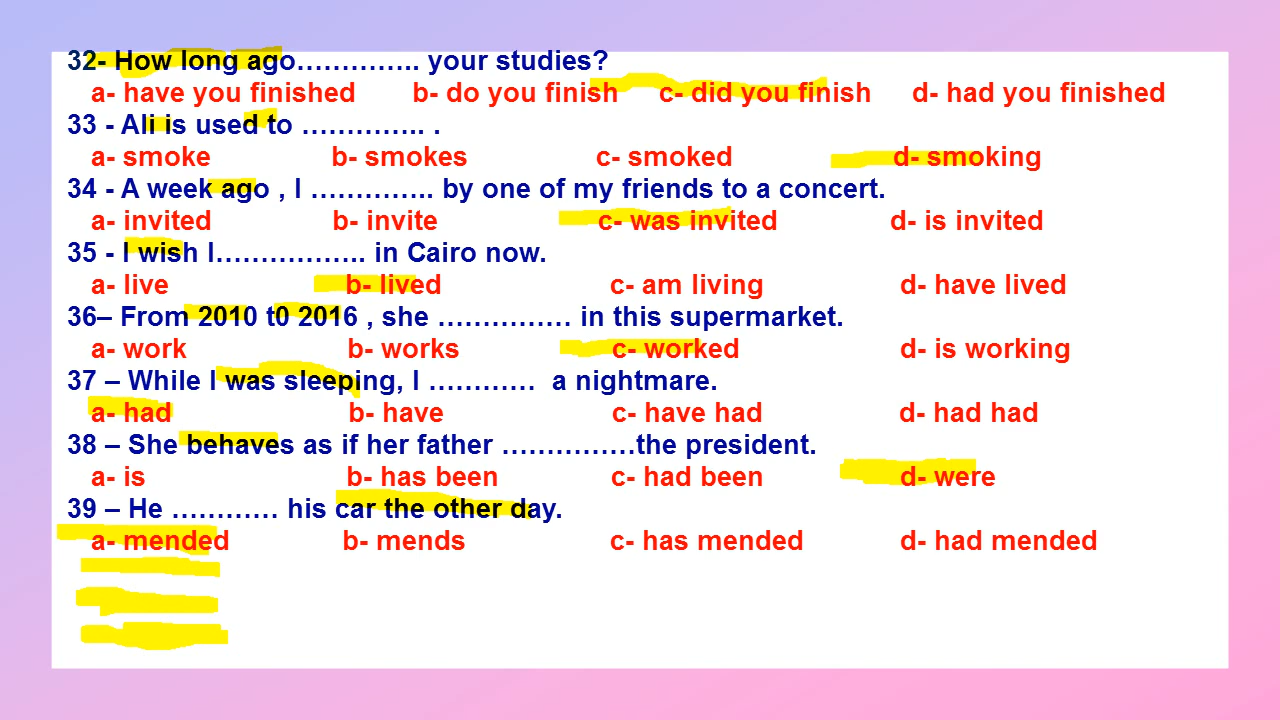 32- How long ago………….. your studies?
a- have you finished b- do you finish c- did you finish d- had you finished
33 - Ali is used to ………….. .
a- smoke b- smokes c- smoked d- smoking
34 - A week ago , I ………….. by one of my friends to a concert.
a- invited b- invite c- was invited d- is invited
35 - I wish I…………….. in Cairo now.
a- live b- lived c- am living d- have lived
36– From 2010 t0 2016 , she …………… in this supermarket.
a- work b- works c- worked d- is working
37 – While I was sleeping, I ………… a nightmare.
a- had b- have c- have had d- had had
38 – She behaves as if her father ……………the president.
a- is b- has been c- had been d- were
39 – He ………… his car the other day.
a- mended b- mends c- has mended d- had mended